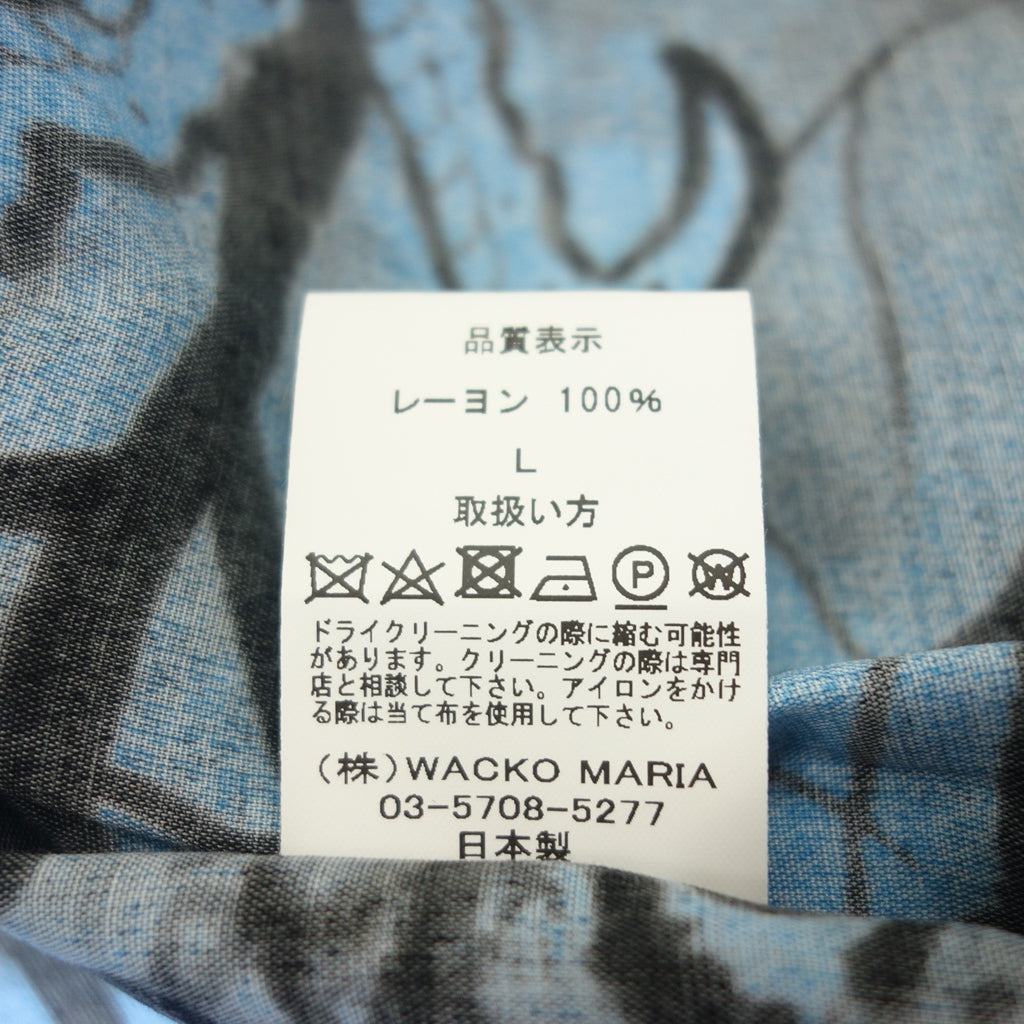 品質表示
レーヨン 100%
L
取扱い方
P W
ドライクリーニングの際に縮む可能性
があります。クリーニングの際は専門
店と相談して下さい。アイロンをかけ
る際は当て布を使用して下さい。
(株)WACKO MARIA
03-5708-5277
日本製